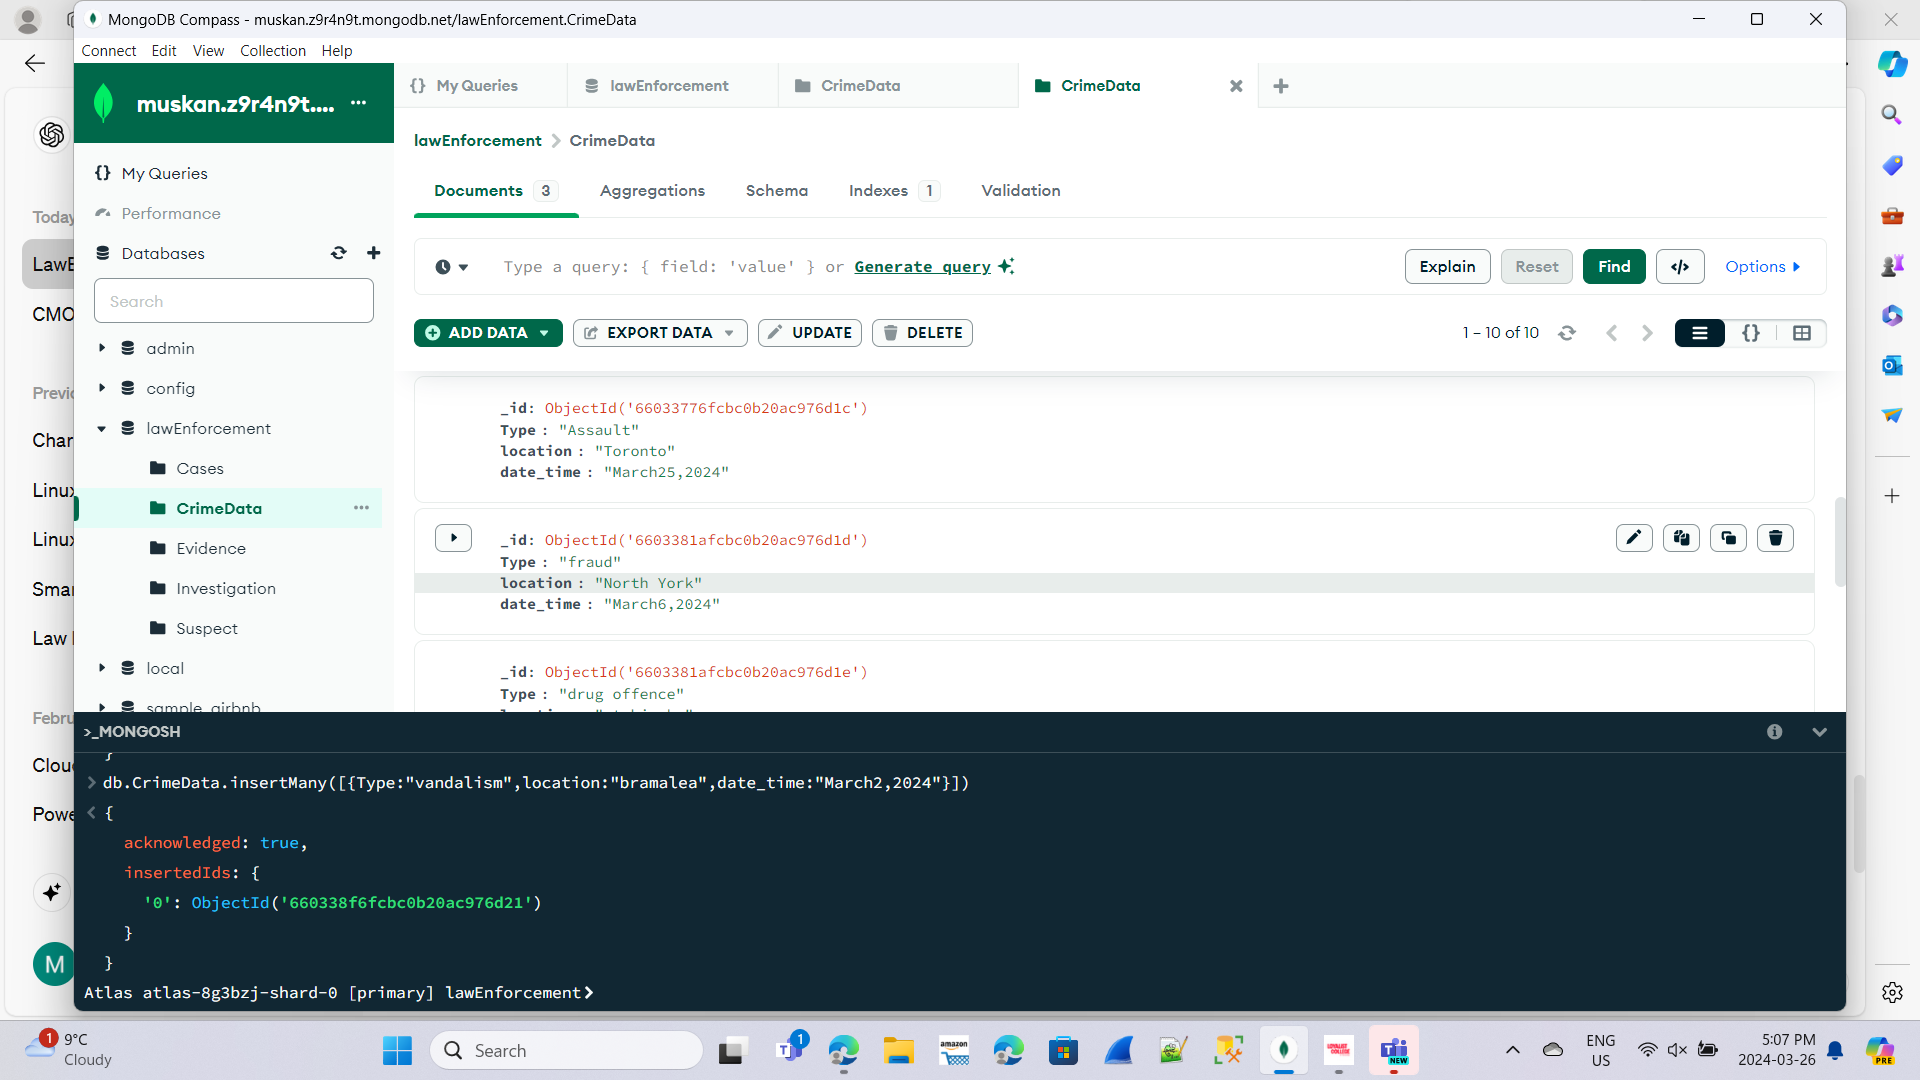 MongoDB Compass - muskan.z9r4n9t.mongodb.net/lawEnforcement.CrimeData
Connect Edit View Collection Help
muskan.z9r4n9t....
{} My Queries
lawEnforcement
CrimeData
CrimeData
lawEnforcement > CrimeData
{} My Queries
Performance
Databases
Search
admin
config
lawEnforcement
Cases
CrimeData
Evidence
Investigation
Suspect
local
sample_airbnb
Documents 3
Aggregations
Schema
Indexes 1
Validation
Type a query: { field: 'value' } or Generate query
Explain
Reset
Find
</>
Options
ADD DATA
EXPORT DATA
UPDATE
DELETE
1 – 10 of 10
{}
_id: ObjectId('66033776fcbc0b20ac976d1c')
Type : "Assault"
location : "Toronto"
date_time : "March25,2024"
_id: ObjectId('6603381afcbc0b20ac976d1d')
Type : "fraud"
location : "North York"
date_time : "March6,2024"
_id: ObjectId('6603381afcbc0b20ac976d1e')
Type : "drug offence"
>_MONGOSH
}
> db.CrimeData.insertMany([{Type:"vandalism",location:"bramalea",date_time:"March2,2024"}])
< {
acknowledged: true,
insertedIds: {
'0': ObjectId('660338f6fcbc0b20ac976d21')
}
}
Atlas atlas-8g3bzj-shard-0 [primary] lawEnforcement>
Today
LawE
CMO
Previo
Char
Linux
Linux
Smar
Law
Febru
Clou
Powe
M
1
9°C
Cloudy
Search
1
amazon
NEW
ENG
US
5:07 PM
2024-03-26
PRE